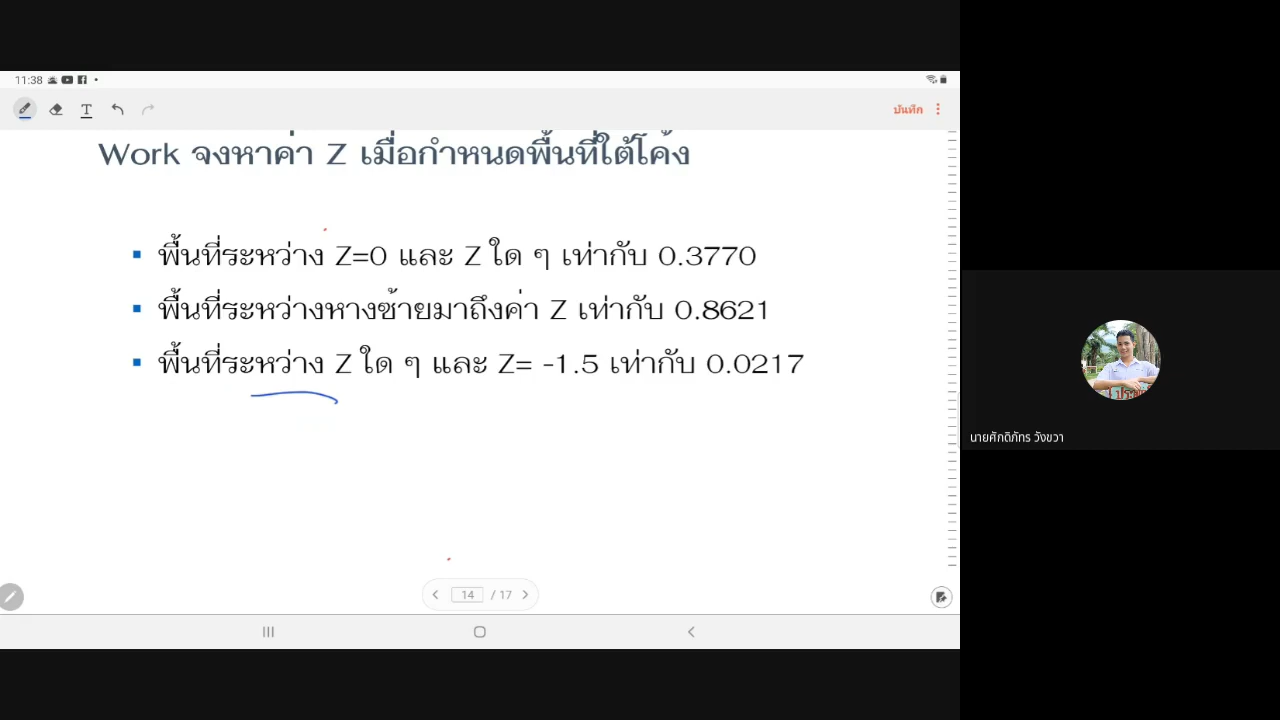 11:38
บันทึก
Work จงหาค่า Z เมื่อกำหนดพื้นที่ใต้โค้ง
▪ พื้นที่ระหว่าง Z=0 และ Z ใด ๆ เท่ากับ 0.3770
▪ พื้นที่ระหว่างหางซ้ายมาถึงค่า Z เท่ากับ 0.8621
▪ พื้นที่ระหว่าง Z ใด ๆ และ Z= -1.5 เท่ากับ 0.0217
นายศักดิภัทร วังขวา
14 / 17